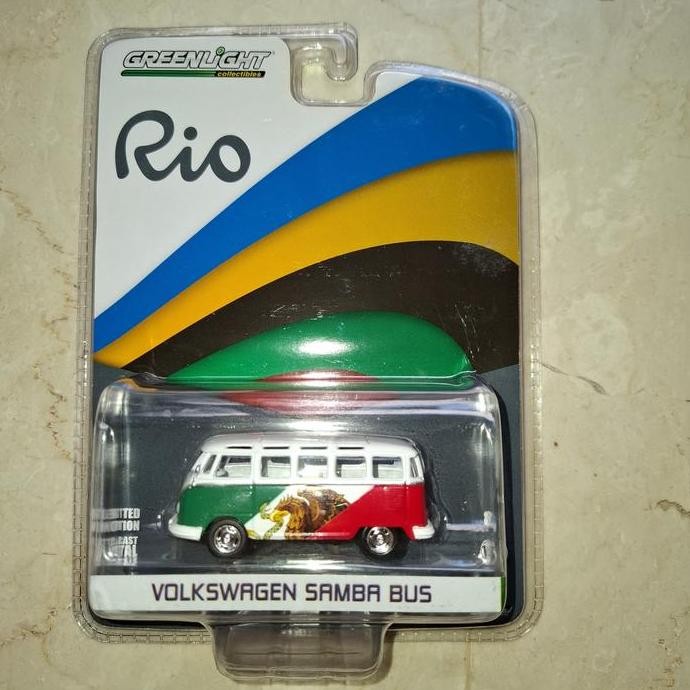 GREENLIGHT
collectibles
Rio
VOLKSWAGEN SAMBA BUS